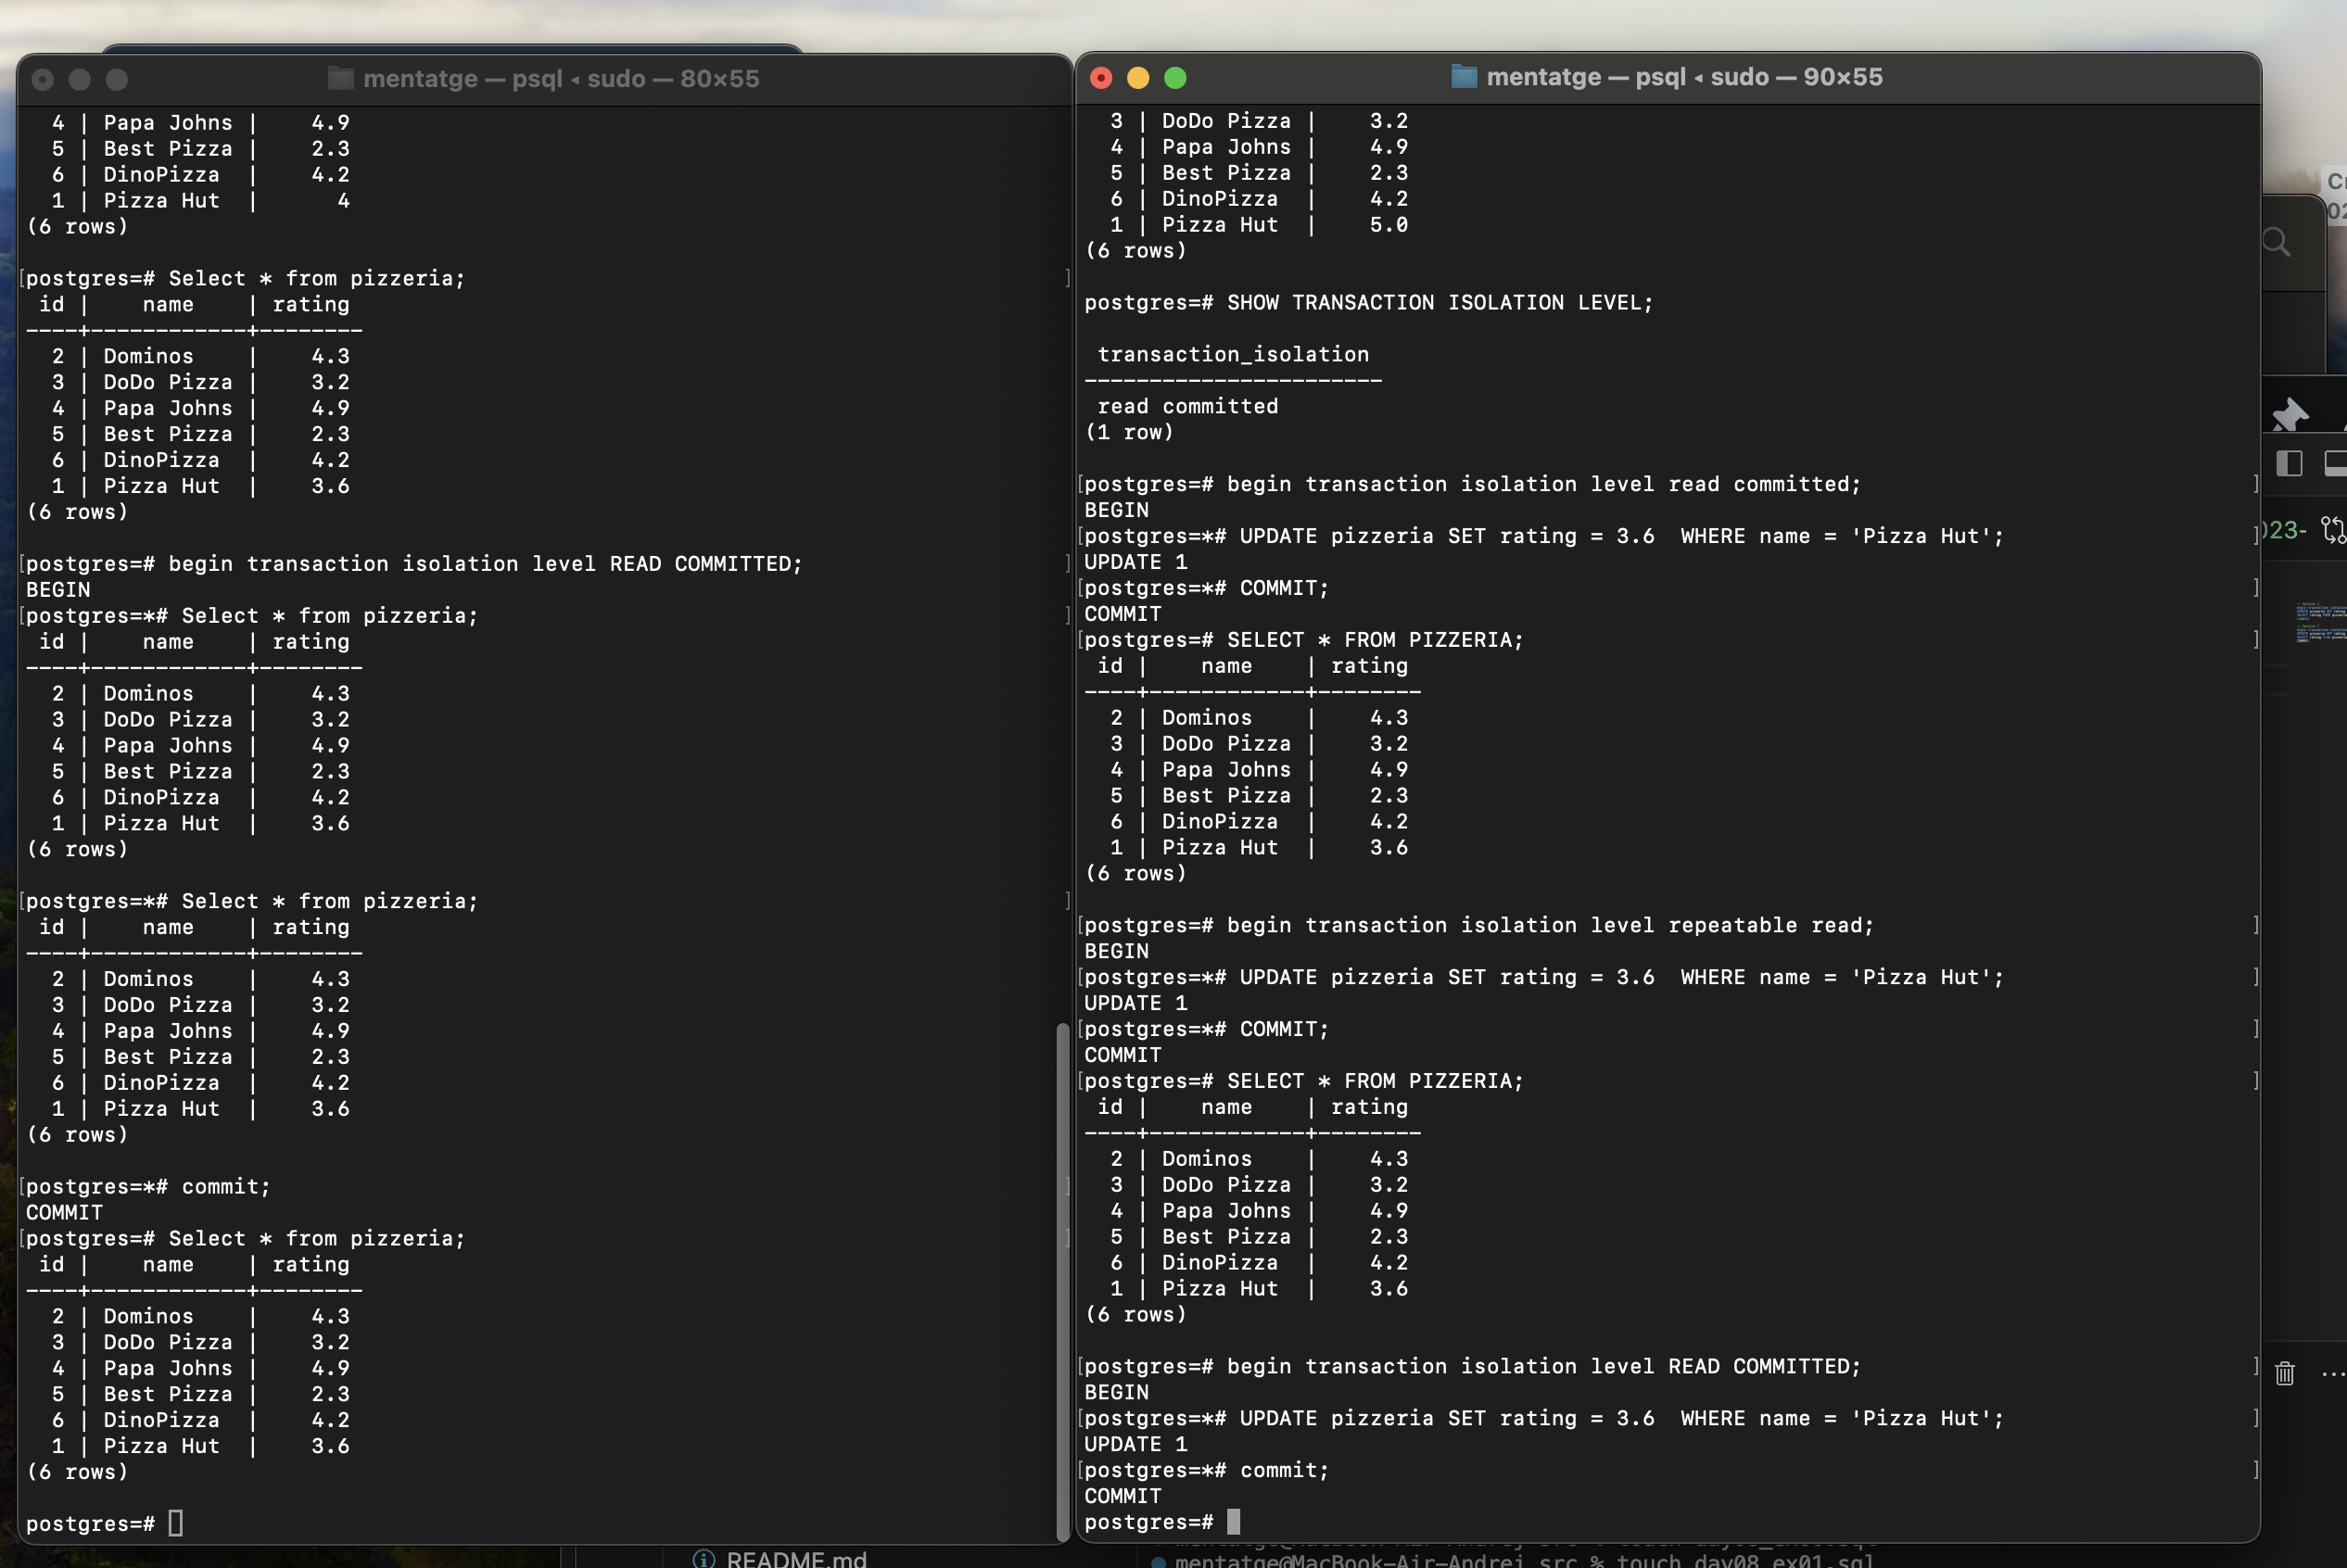 mentatge — psql ◂ sudo — 80×55
4 | Papa Johns | 4.9
5 | Best Pizza | 2.3
6 | DinoPizza | 4.2
1 | Pizza Hut | 4
(6 rows)
postgres=# Select * from pizzeria;
id | name | rating
----+------------+--------
2 | Dominos | 4.3
3 | DoDo Pizza | 3.2
4 | Papa Johns | 4.9
5 | Best Pizza | 2.3
6 | DinoPizza | 4.2
1 | Pizza Hut | 3.6
(6 rows)
postgres=# begin transaction isolation level READ COMMITTED;
BEGIN
postgres=*# Select * from pizzeria;
id | name | rating
----+------------+--------
2 | Dominos | 4.3
3 | DoDo Pizza | 3.2
4 | Papa Johns | 4.9
5 | Best Pizza | 2.3
6 | DinoPizza | 4.2
1 | Pizza Hut | 3.6
(6 rows)
postgres=*# Select * from pizzeria;
id | name | rating
----+------------+--------
2 | Dominos | 4.3
3 | DoDo Pizza | 3.2
4 | Papa Johns | 4.9
5 | Best Pizza | 2.3
6 | DinoPizza | 4.2
1 | Pizza Hut | 3.6
(6 rows)
postgres=*# commit;
COMMIT
postgres=# Select * from pizzeria;
id | name | rating
----+------------+--------
2 | Dominos | 4.3
3 | DoDo Pizza | 3.2
4 | Papa Johns | 4.9
5 | Best Pizza | 2.3
6 | DinoPizza | 4.2
1 | Pizza Hut | 3.6
(6 rows)
postgres=#
mentatge — psql ◂ sudo — 90×55
3 | DoDo Pizza | 3.2
4 | Papa Johns | 4.9
5 | Best Pizza | 2.3
6 | DinoPizza | 4.2
1 | Pizza Hut | 5.0
(6 rows)
postgres=# SHOW TRANSACTION ISOLATION LEVEL;
transaction_isolation
-----------------------
read committed
(1 row)
postgres=# begin transaction isolation level read committed;
BEGIN
postgres=*# UPDATE pizzeria SET rating = 3.6  WHERE name = 'Pizza Hut';
UPDATE 1
postgres=*# COMMIT;
COMMIT
postgres=# SELECT * FROM PIZZERIA;
id | name | rating
----+------------+--------
2 | Dominos | 4.3
3 | DoDo Pizza | 3.2
4 | Papa Johns | 4.9
5 | Best Pizza | 2.3
6 | DinoPizza | 4.2
1 | Pizza Hut | 3.6
(6 rows)
postgres=# begin transaction isolation level repeatable read;
BEGIN
postgres=*# UPDATE pizzeria SET rating = 3.6  WHERE name = 'Pizza Hut';
UPDATE 1
postgres=*# COMMIT;
COMMIT
postgres=# SELECT * FROM PIZZERIA;
id | name | rating
----+------------+--------
2 | Dominos | 4.3
3 | DoDo Pizza | 3.2
4 | Papa Johns | 4.9
5 | Best Pizza | 2.3
6 | DinoPizza | 4.2
1 | Pizza Hut | 3.6
(6 rows)
postgres=# begin transaction isolation level READ COMMITTED;
BEGIN
postgres=*# UPDATE pizzeria SET rating = 3.6  WHERE name = 'Pizza Hut';
UPDATE 1
postgres=*# commit;
COMMIT
postgres=#
023-
README.md
mentatge@MacBook-Air-Andrej src % touch day08_ex01.sql